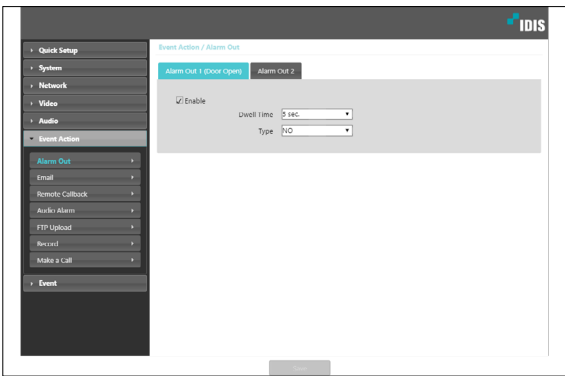 IDIS
Quick Setup
System
Network
Video
Audio
Event Action
Alarm Out
Email
Remote Callback
Audio Alarm
FTP Upload
Record
Make a Call
Event
Event Action / Alarm Out
Alarm Out 1 (Door Open) Alarm Out 2
Enable
Dwell Time 5 sec.
Type NO
Save